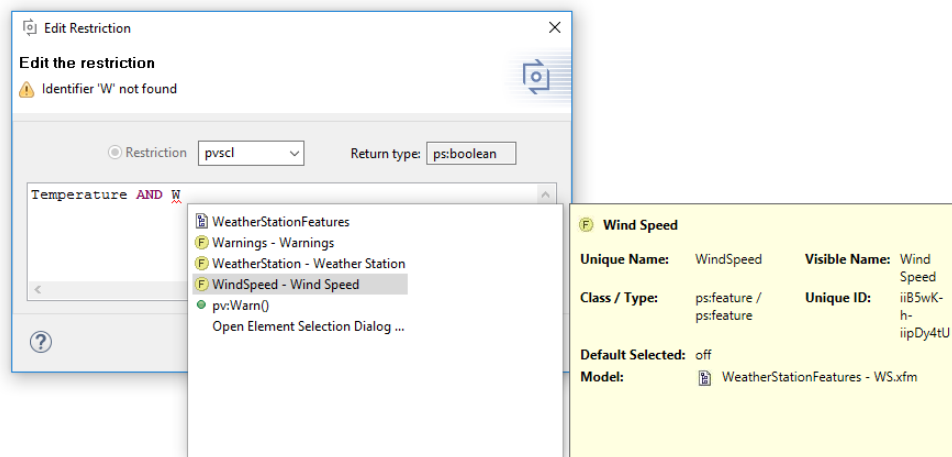 Edit Restriction
Edit the restriction
Identifier 'W' not found
Restriction pvscl Return type: ps:boolean
Temperature AND W
WeatherStationFeatures
F Warnings - Warnings
F WeatherStation - Weather Station
F WindSpeed - Wind Speed
pv:Warn()
Open Element Selection Dialog ...
?
F Wind Speed
Unique Name: WindSpeed Visible Name: Wind
Speed
Class / Type: ps:feature / Unique ID: iiB5wK-
ps:feature h-
iipDy4tU
Default Selected: off
Model: WeatherStationFeatures - WS.xfm